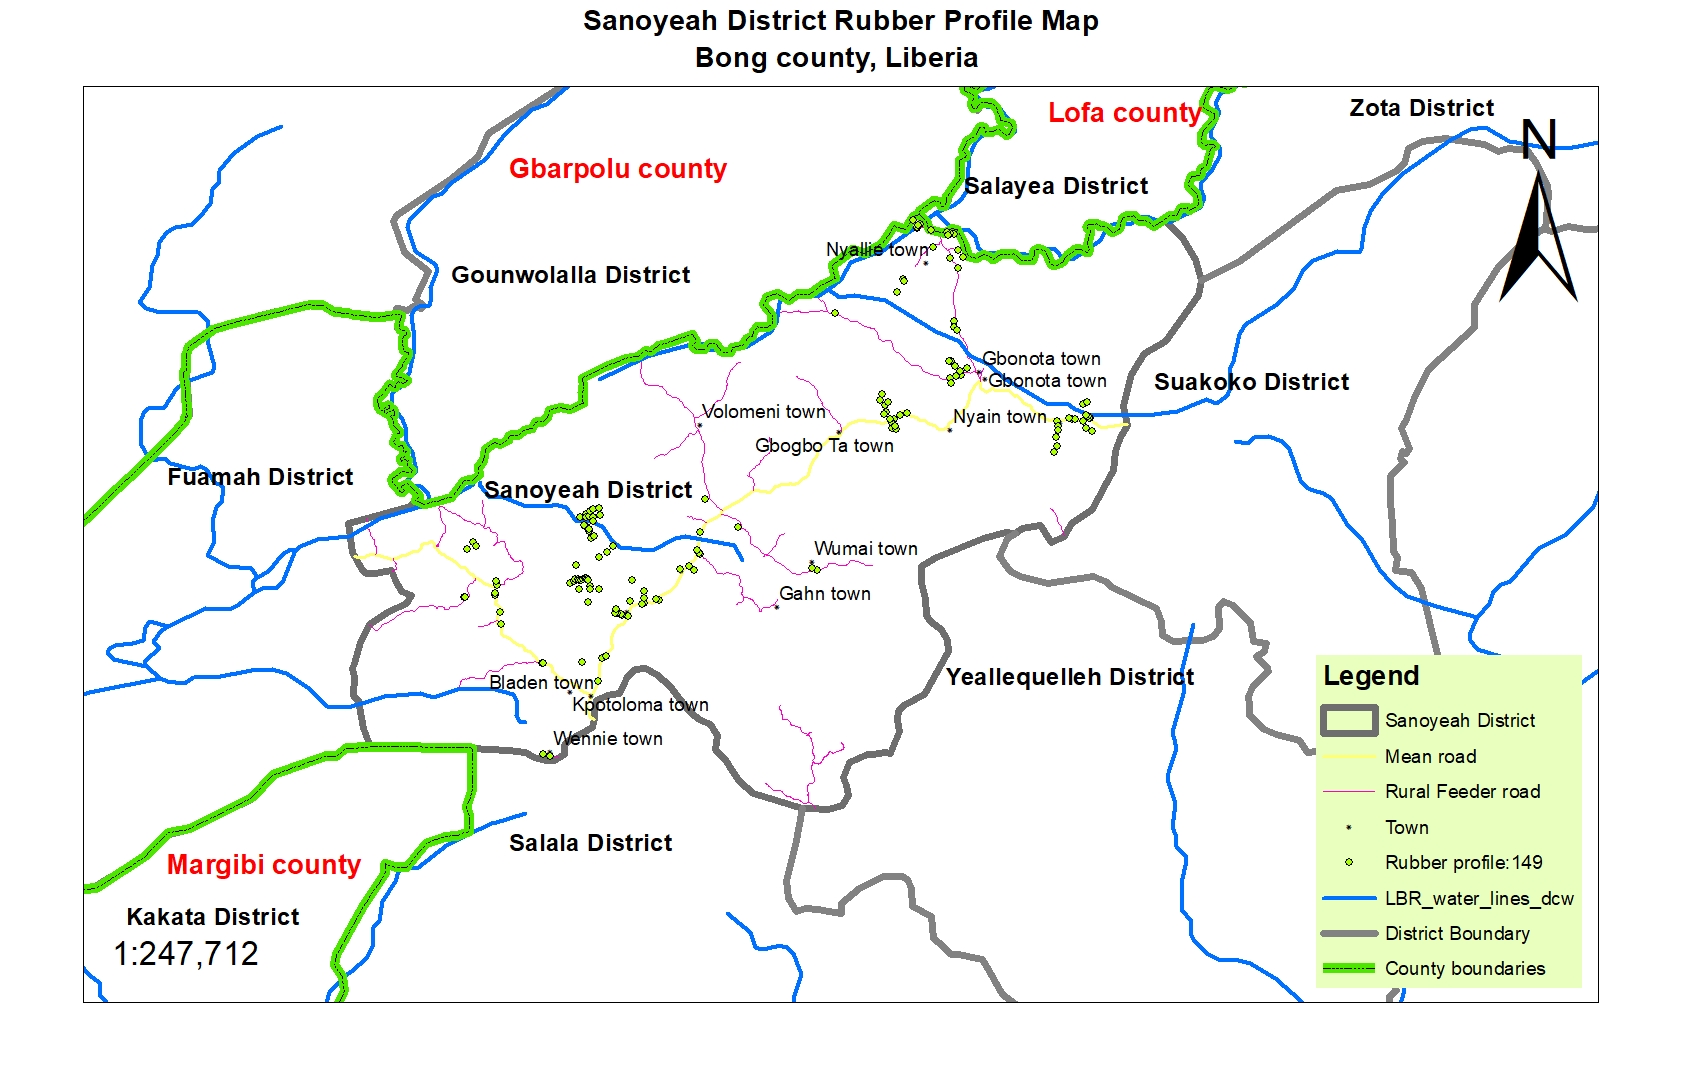 Sanoyeah District Rubber Profile Map
Bong county, Liberia
Zota District
Lofa county
N
Gbarpolu county
Salayea District
Nyallie town
Gounwolalla District
Gbonota town
Gbonota town
Suakoko District
Volomeni town
Nyain town
Gbogbo Ta town
Fuamah District
Sanoyeah District
Wumai town
Gahn town
Yeallequelleh District
Bladen town
Kpotoloma town
Wennie town
Salala District
Margibi county
Kakata District
1:247,712
Legend
Sanoyeah District
Mean road
Rural Feeder road
Town
Rubber profile:149
LBR_water_lines_dcw
District Boundary
County boundaries